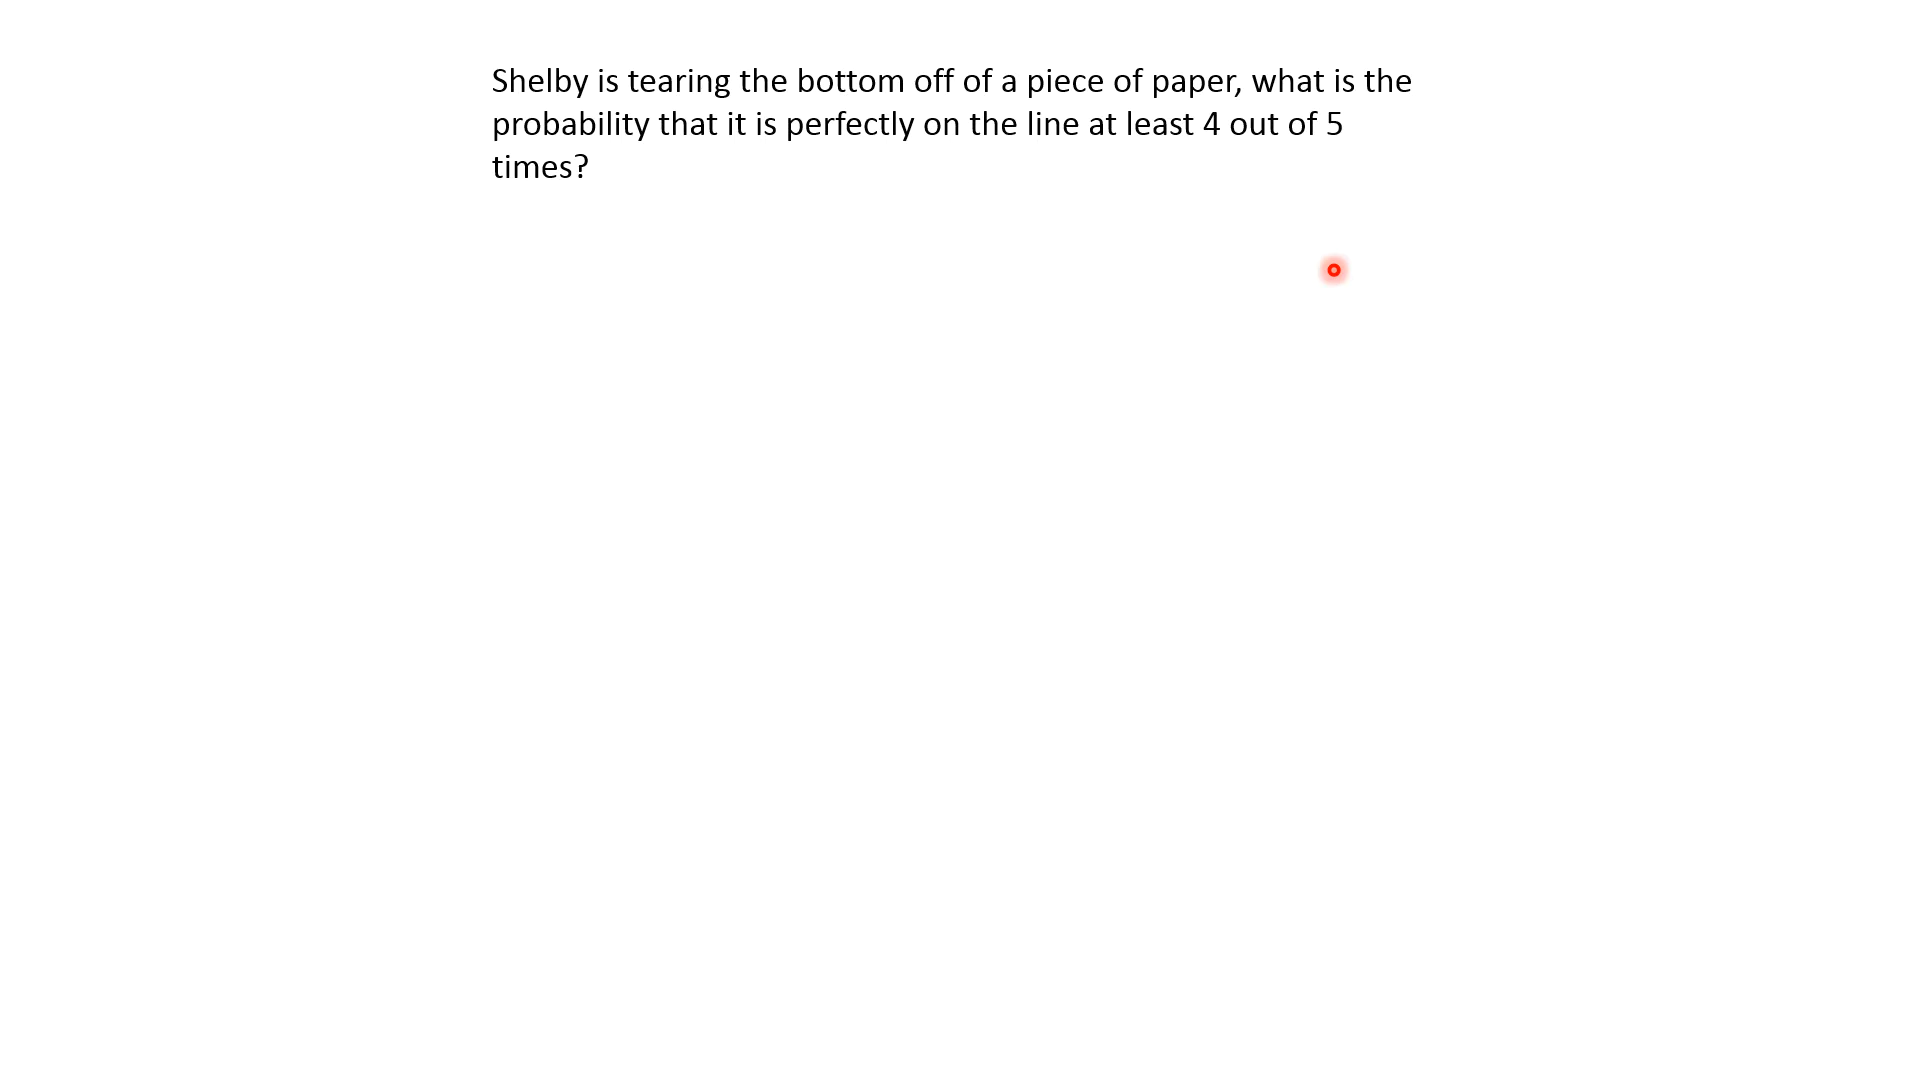 Shelby is tearing the bottom off of a piece of paper, what is the
probability that it is perfectly on the line at least 4 out of 5
times?